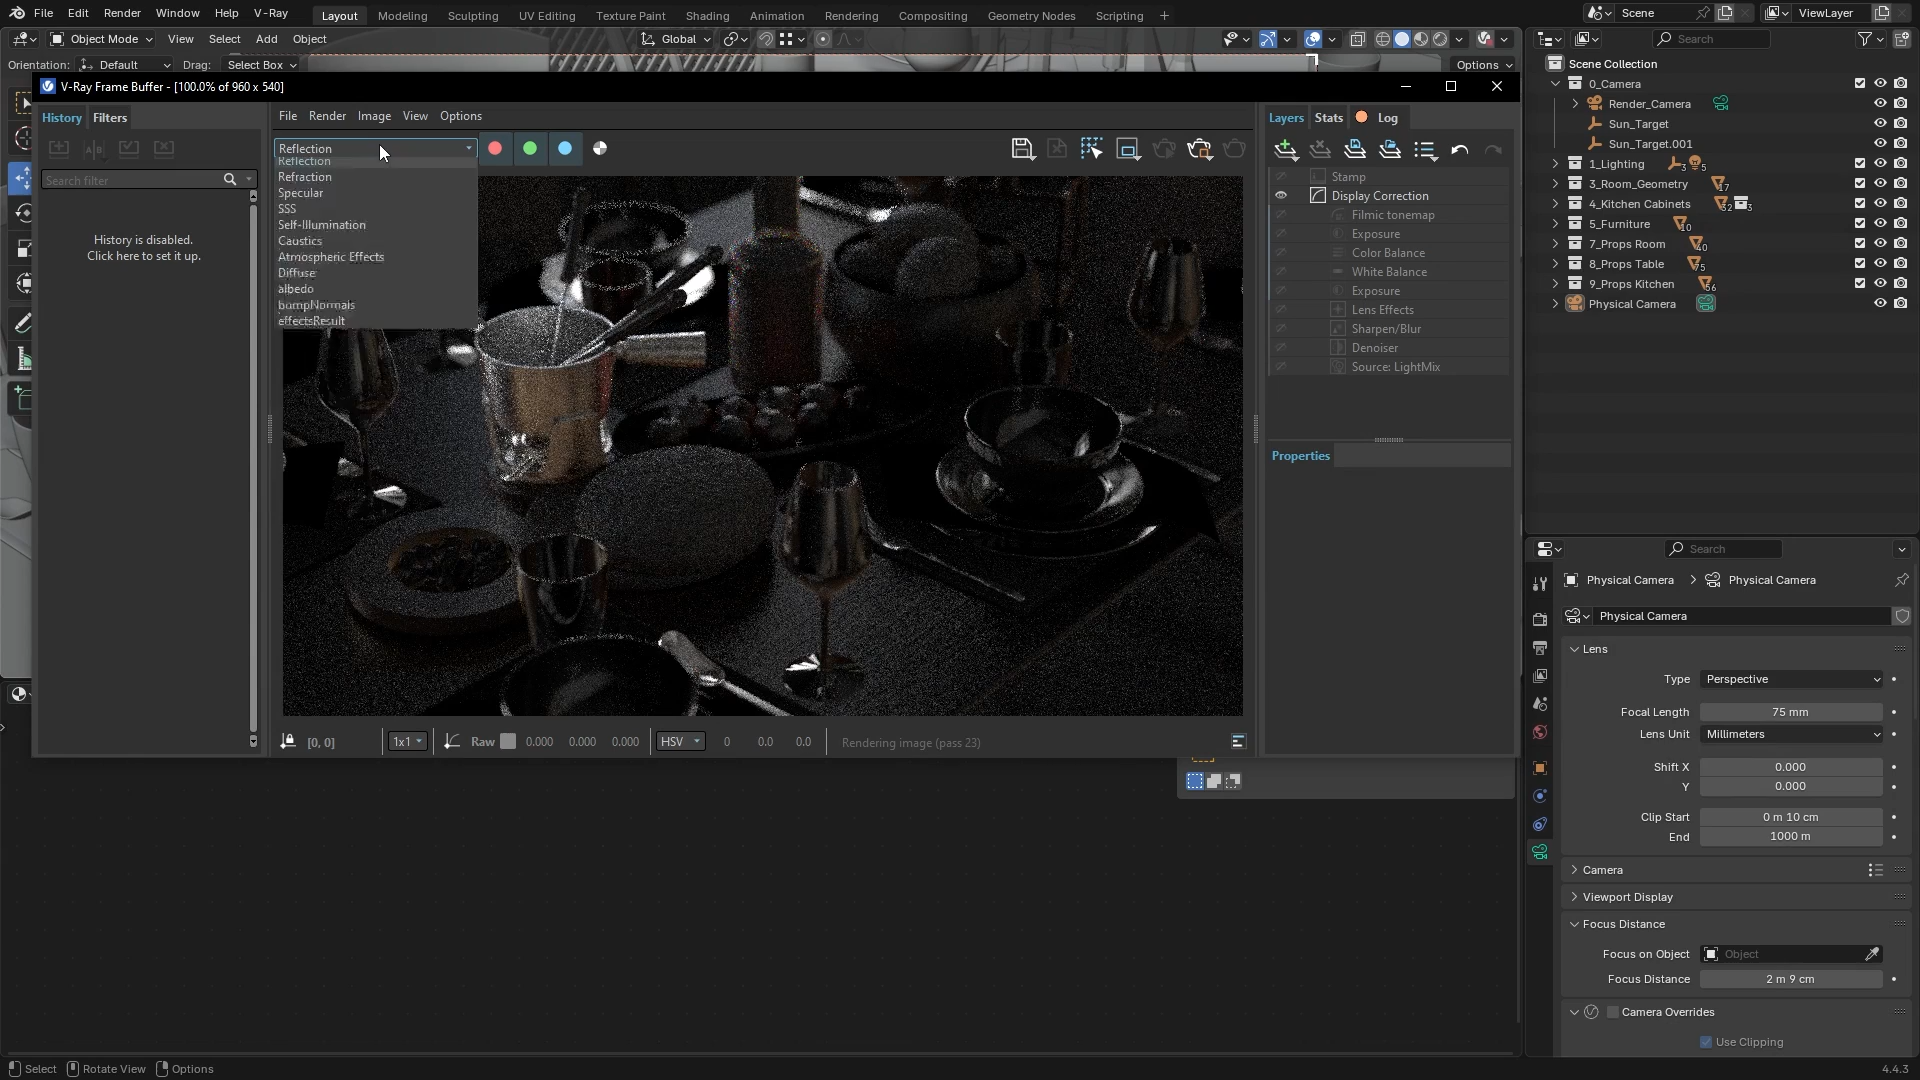 File Edit Render Window Help V-Ray Layout Modeling Sculpting UV Editing Texture Paint Shading Animation Rendering Compositing Geometry Nodes Scripting + Scene ViewLayer
Object Mode View Select Add Object Global Search
Orientation: Default Drag: Select Box Options
V-Ray Frame Buffer - [100.0% of 960 x 540]
History Filters
Search filter
History is disabled.
Click here to set it up.
File Render Image View Options
Reflection
Reflection
Refraction
Specular
SSS
Self-Illumination
Caustics
Atmospheric Effects
Diffuse
albedo
bumpNormals
effectsResult
[0, 0] 1x1 Raw 0.000 0.000 0.000 HSV 0 0.0 0.0 Rendering image (pass 23)
Layers Stats Log
Stamp
Display Correction
Filmic tonemap
Exposure
Color Balance
White Balance
Exposure
Lens Effects
Sharpen/Blur
Denoiser
Source: LightMix
Properties
Scene Collection
0_Camera
Render_Camera
Sun_Target
Sun_Target.001
1_Lighting 3 5
3_Room_Geometry 17
4_Kitchen Cabinets 32 3
5_Furniture 10
7_Props Room 40
8_Props Table 75
9_Props Kitchen 56
Physical Camera
Search
Physical Camera > Physical Camera
Physical Camera
Lens
Type Perspective
Focal Length 75 mm
Lens Unit Millimeters
Shift X 0.000
Y 0.000
Clip Start 0 m 10 cm
End 1000 m
Camera
Viewport Display
Focus Distance
Focus on Object Object
Focus Distance 2 m 9 cm
Camera Overrides
Use Clipping
Select Rotate View Options 4.4.3